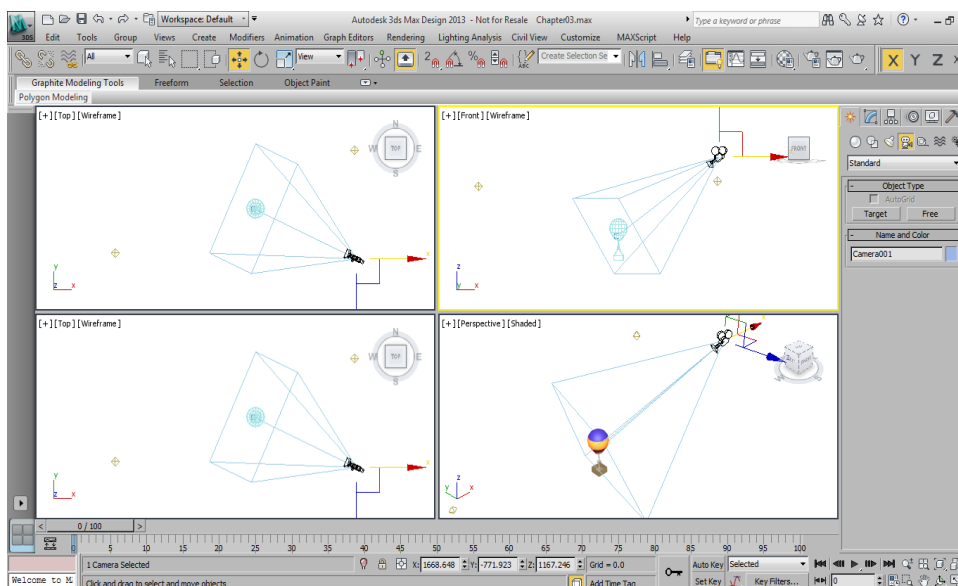 Workspace: Default
Autodesk 3ds Max Design 2013 - Not for Resale Chapter03.max
Type a keyword or phrase
3DS
Edit Tools Group Views Create Modifiers Animation Graph Editors Rendering Lighting Analysis Civil View Customize MAXScript Help
All View Create Selection Se X Y Z
Graphite Modeling Tools Freeform Selection Object Paint
Polygon Modeling
[+][Top][Wireframe]
N
W TOP E
S
y
z x
x
[+][Front][Wireframe]
FRONT
z
y x
Standard
- Object Type
AutoGrid
Target Free
- Name and Color
Camera001
[+][Top][Wireframe]
N
W TOP E
S
y
z x
x
[+][Perspective][Shaded]
z
y x
< 0 / 100 >
0 5 10 15 20 25 30 35 40 45 50 55 60 65 70 75 80 85 90 95 100
1 Camera Selected X: 1668.648 Y: -771.923 Z: 1167.246 Grid = 0.0 Auto Key Selected
Welcome to M Click and drag to select and move objects Add Time Tag Set Key Key Filters... 0